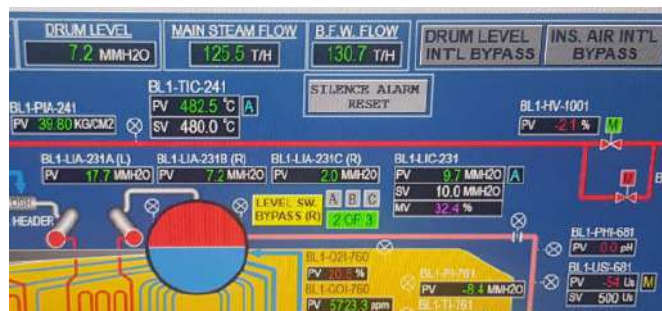 DRUM LEVEL
7.2 MMH2O
MAIN STEAM FLOW
125.5 T/H
B.F.W. FLOW
130.7 T/H
DRUM LEVEL
INT'L BYPASS
INS. AIR INT'L
BYPASS
BL1-TIC-241
PV 482.5 °C A
SV 480.0 °C
SILENCE ALARM
RESET
BL1-PIA-241
PV 39.80 KG/CM2
BL1-HV-1001
PV -2.1 % M
BL1-LIA-231A (L)
PV 17.7 MMH2O
BL1-LIA-231B (R)
PV 7.2 MMH2O
BL1-LIA-231C (R)
PV 2.0 MMH2O
BL1-LIC-231
PV 9.7 MMH2O A
SV 10.0 MMH2O
MV 32.4 %
M
LEVEL SW.
BYPASS (R)
A B C
2 OF 3
HEADER
BL1-PHI-681
PV 0.0 pH
BL1-O2I-760
PV 20.8 %
BL1-COI-760
PV 5723.3 ppm
BL1-PI-761
PV -8.4 MMH2O
BL1-TI-761
BL1-USI-681
PV -54 Us M
SV 500 Us